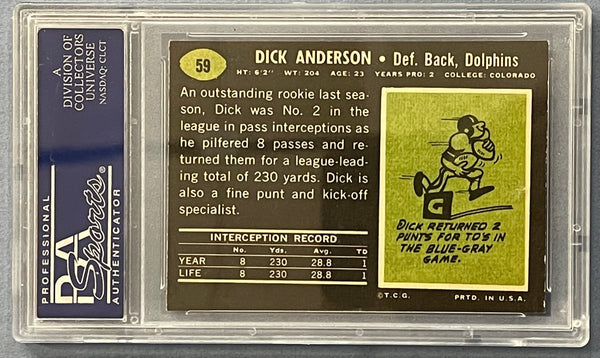 A
DIVISION OF
COLLECTORS
UNIVERSE
NASDAQ: CLCT
PROFESSIONAL
PSA
Sports®
AUTHENTICATOR
59
DICK ANDERSON • Def. Back, Dolphins
HT: 6'2" WT: 204 AGE: 23 YEARS PRO: 2 COLLEGE: COLORADO
An outstanding rookie last sea-
son, Dick was No. 2 in the
league in pass interceptions as
he pilfered 8 passes and re-
turned them for a league-lead-
ing total of 230 yards. Dick is
also a fine punt and kick-off
specialist.
INTERCEPTION RECORD
No. Yds. Avg. TD
YEAR 8 230 28.8 1
LIFE 8 230 28.8 1
G
DICK RETURNED 2
PUNTS FOR TD'S IN
THE BLUE-GRAY
GAME.
©T.C.G. PRTD. IN U.S.A.